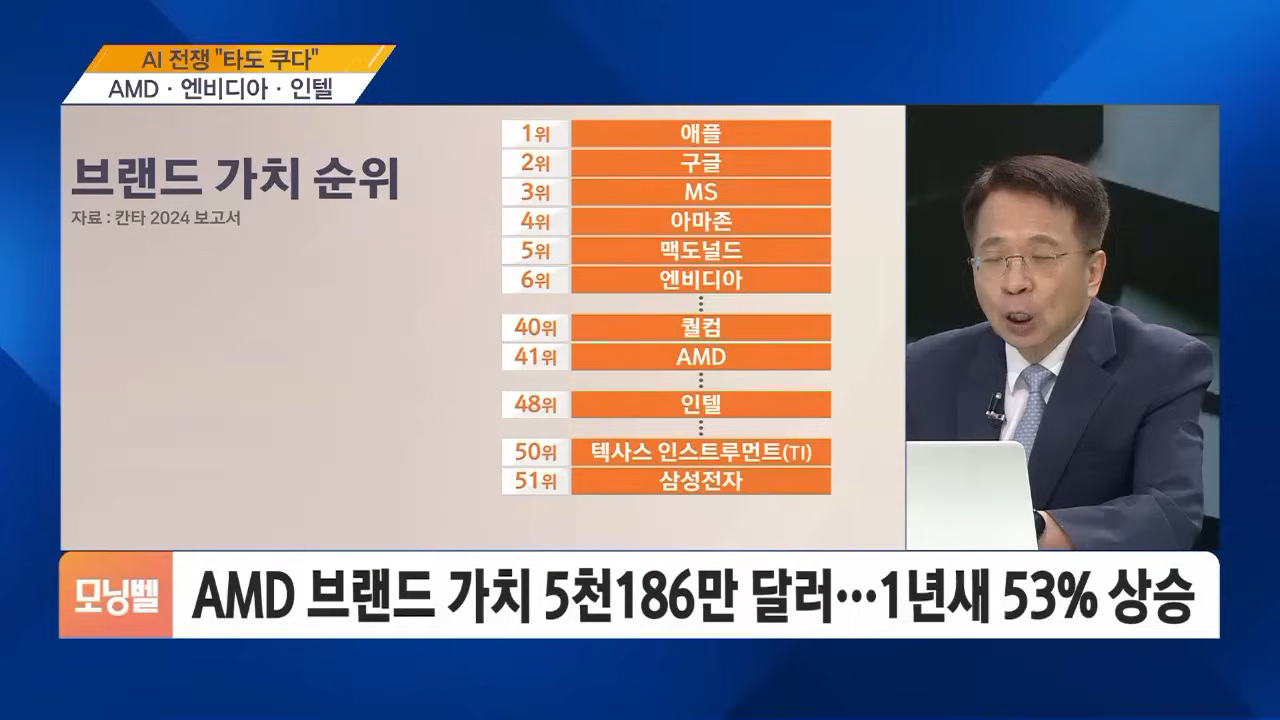 AI 전쟁 "타도 쿠다"
AMD · 엔비디아 · 인텔
브랜드 가치 순위
자료 : 칸타 2024 보고서
1위 애플
2위 구글
3위 MS
4위 아마존
5위 맥도널드
6위 엔비디아
⋮
40위 퀄컴
41위 AMD
⋮
48위 인텔
⋮
50위 텍사스 인스트루먼트(TI)
51위 삼성전자
모닝벨
AMD 브랜드 가치 5천186만 달러…1년새 53% 상승